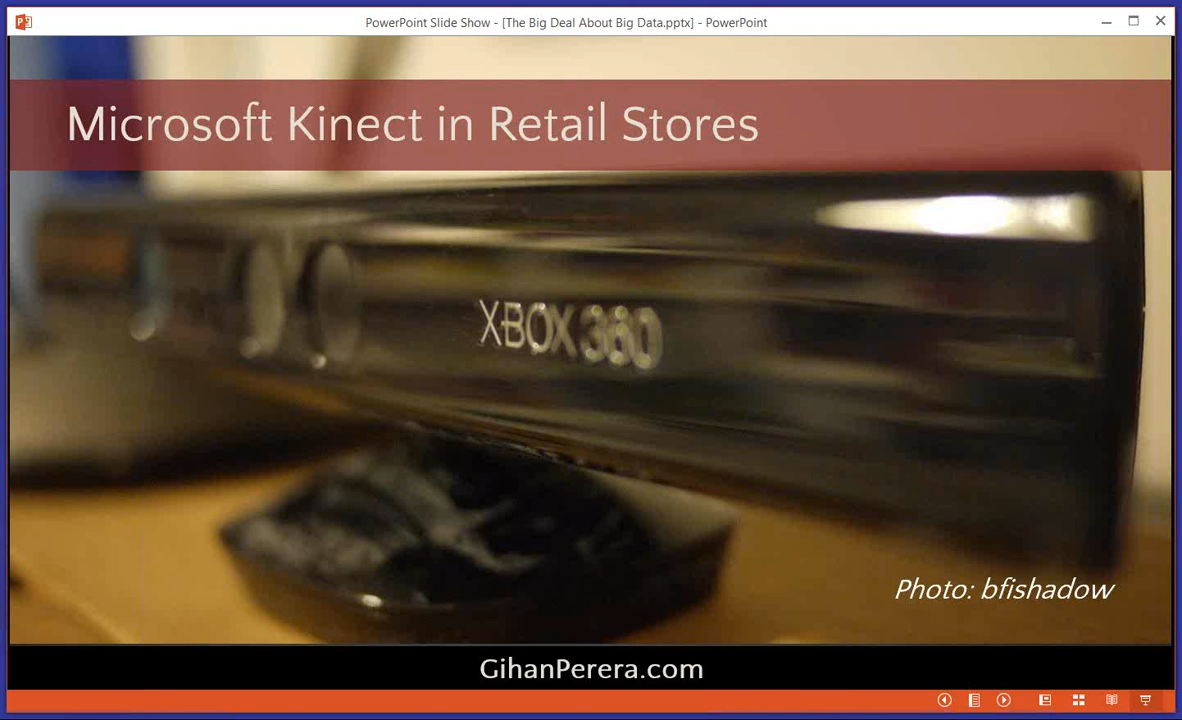 PowerPoint Slide Show - [The Big Deal About Big Data.pptx] - PowerPoint
Microsoft Kinect in Retail Stores
XBOX 360
Photo: bfishadow
GihanPerera.com